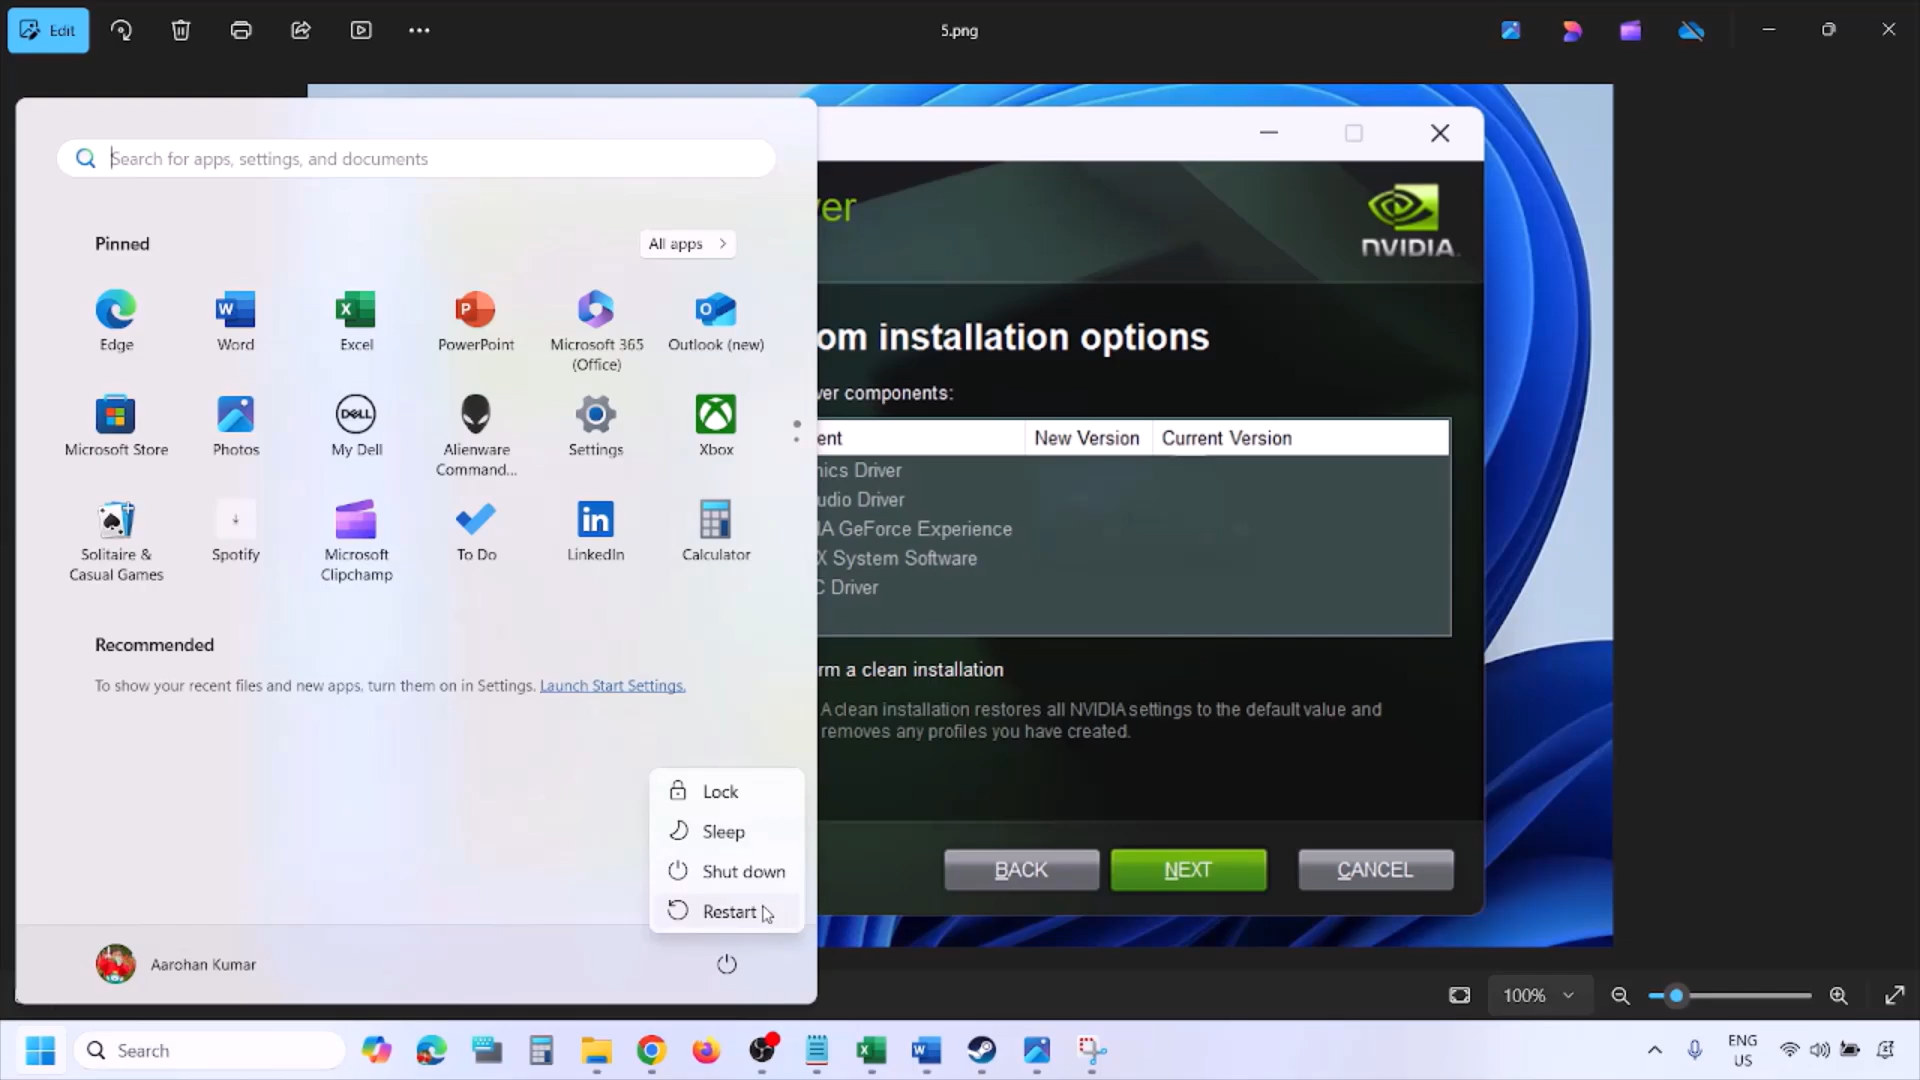 Edit
5.png
Search for apps, settings, and documents
Pinned
All apps
Edge
Word
Excel
PowerPoint
Microsoft 365
(Office)
Outlook (new)
Microsoft Store
Photos
My Dell
Alienware
Command...
Settings
Xbox
Solitaire &
Casual Games
Spotify
Microsoft
Clipchamp
To Do
LinkedIn
Calculator
Recommended
To show your recent files and new apps, turn them on in Settings. Launch Start Settings.
Lock
Sleep
Shut down
Restart
Aarohan Kumar
ver
NVIDIA.
om installation options
ver components:
ent New Version Current Version
nics Driver
udio Driver
IA GeForce Experience
X System Software
C Driver
rm a clean installation
A clean installation restores all NVIDIA settings to the default value and
removes any profiles you have created.
BACK NEXT CANCEL
100%
Search
ENG
US